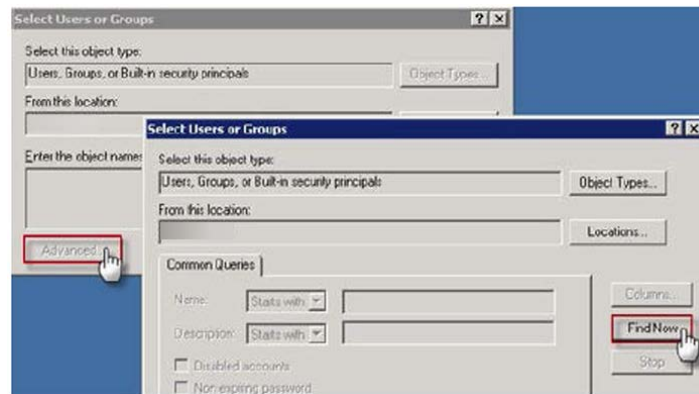 Select Users or Groups
Select this object type:
Users, Groups, or Built-in security principals
Object Types...
From this location:
Enter the object names
Advanced...
Select Users or Groups
Select this object type:
Users, Groups, or Built-in security principals
Object Types...
From this location:
Locations...
Common Queries
Name:
Starts with
Description:
Starts with
Disabled accounts
Non expiring password
Columns...
Find Now
Stop